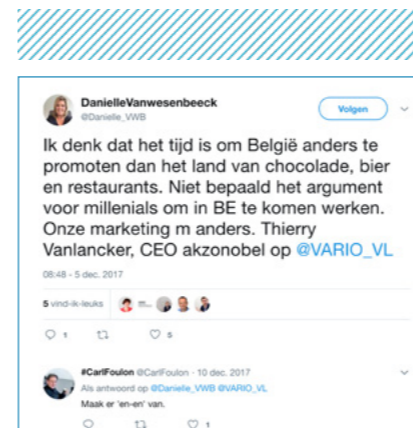 DanielleVanwesenbeeck
@Danielle_VWB
Volgen
Ik denk dat het tijd is om België anders te
promoten dan het land van chocolade, bier
en restaurants. Niet bepaald het argument
voor millenials om in BE te komen werken.
Onze marketing m anders. Thierry
Vanlancker, CEO akzonobel op @VARIO_VL
08:48 - 5 dec. 2017
5 vind-ik-leuks
1 5
#CarlFoulon @CarlFoulon · 10 dec. 2017
Als antwoord op @Danielle_VWB @VARIO_VL
Maak er 'en-en' van.
1